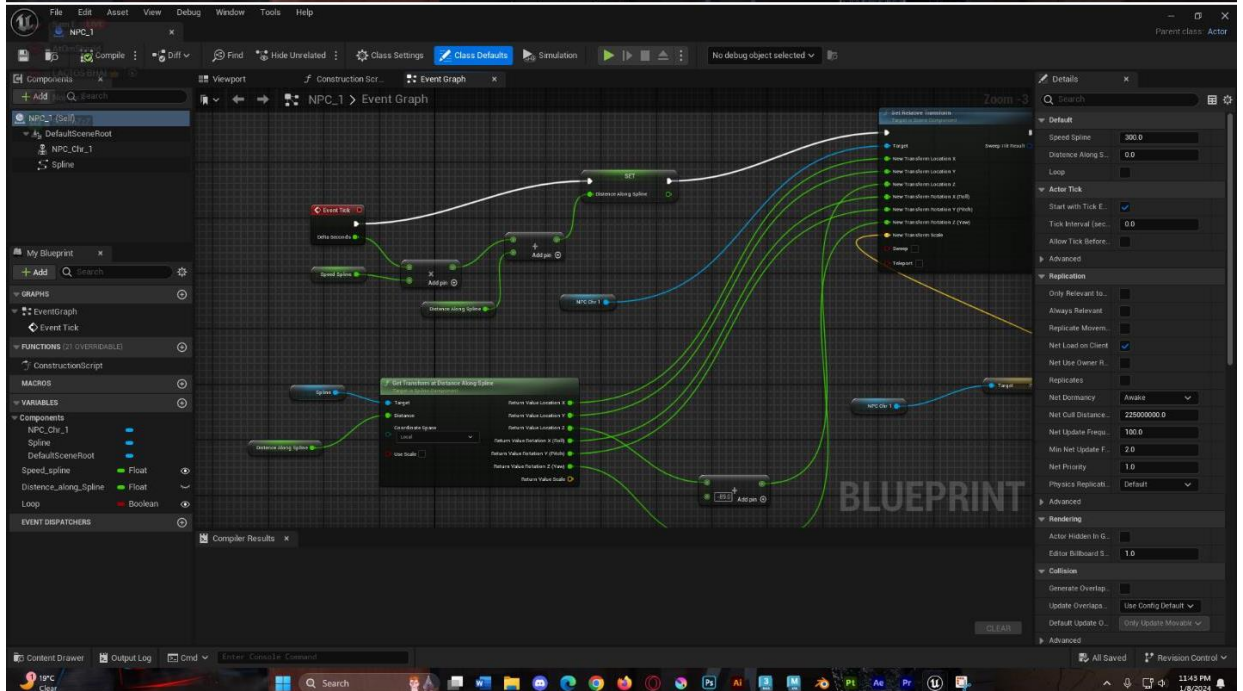 File Edit Asset View Debug Window Tools Help
NPC_1
Parent class: Actor
Compile
Diff
Find
Hide Unrelated
Class Settings
Class Defaults
Simulation
No debug object selected
Components
+ Add
Search
NPC_1 (Self)
DefaultSceneRoot
NPC_Chr_1
Spline
My Blueprint
+ Add
Search
GRAPHS
EventGraph
Event Tick
FUNCTIONS (21 OVERRIDABLE)
ConstructionScript
MACROS
VARIABLES
Components
NPC_Chr_1
Spline
DefaultSceneRoot
Speed_spline Float
Distence_along_Spline Float
Loop Boolean
EVENT DISPATCHERS
Viewport
Construction Scr...
Event Graph
NPC_1 > Event Graph
Zoom -3
Event Tick
Delta Seconds
Speed Spline
Add pin
Distence Along Spline
Add pin
SET
Distence Along Spline
NPC Chr 1
Set Relative Transform
Target is Scene Component
Target
Sweep Hit Result
New Transform Location X
New Transform Location Y
New Transform Location Z
New Transform Rotation X (Roll)
New Transform Rotation Y (Pitch)
New Transform Rotation Z (Yaw)
New Transform Scale
Sweep
Teleport
Spline
Distence Along Spline
Get Transform at Distance Along Spline
Target is Spline Component
Target
Distance
Coordinate Space
Local
Use Scale
Return Value Location X
Return Value Location Y
Return Value Location Z
Return Value Rotation X (Roll)
Return Value Rotation Y (Pitch)
Return Value Rotation Z (Yaw)
Return Value Scale
Add pin
NPC Chr 1
Target
BLUEPRINT
Compiler Results
CLEAR
Details
Search
Default
Speed Spline 300.0
Distence Along S... 0.0
Loop
Actor Tick
Start with Tick E...
Tick Interval (sec... 0.0
Allow Tick Before...
Advanced
Replication
Only Relevant to...
Always Relevant
Replicate Movem...
Net Load on Client
Net Use Owner R...
Replicates
Net Dormancy Awake
Net Cull Distance... 225000000.0
Net Update Frequ... 100.0
Min Net Update F... 2.0
Net Priority 1.0
Physics Replicati... Default
Advanced
Rendering
Actor Hidden In G...
Editor Billboard S... 1.0
Collision
Generate Overlap...
Update Overlaps... Use Config Default
Default Update O... Only Update Movable
Advanced
Content Drawer
Output Log
Cmd
Enter Console Command
All Saved
Revision Control
19°C
Clear
Search
11:43 PM
1/8/2024